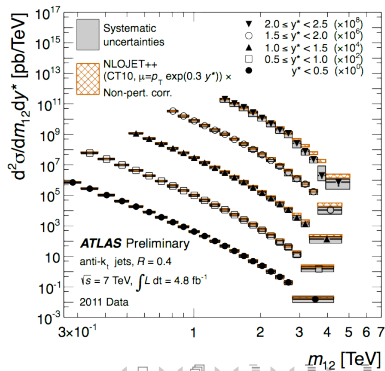 10^17
10^15
10^13
10^11
10^9
10^7
10^5
10^3
10
10^-1
10^-3
d²σ/dm₁₂dy* [pb/TeV]
Systematic
uncertainties
NLOJET++
(CT10, μ=p_T exp(0.3 y*)) ×
Non-pert. corr.
2.0 ≤ y* < 2.5 (×10^8)
1.5 ≤ y* < 2.0 (×10^6)
1.0 ≤ y* < 1.5 (×10^4)
0.5 ≤ y* < 1.0 (×10^2)
y* < 0.5 (×10^0)
ATLAS Preliminary
anti-k_t jets, R = 0.4
√s = 7 TeV, ∫L dt = 4.8 fb⁻¹
2011 Data
3×10^-1 1 2 3 4 5 6 7
m₁₂ [TeV]